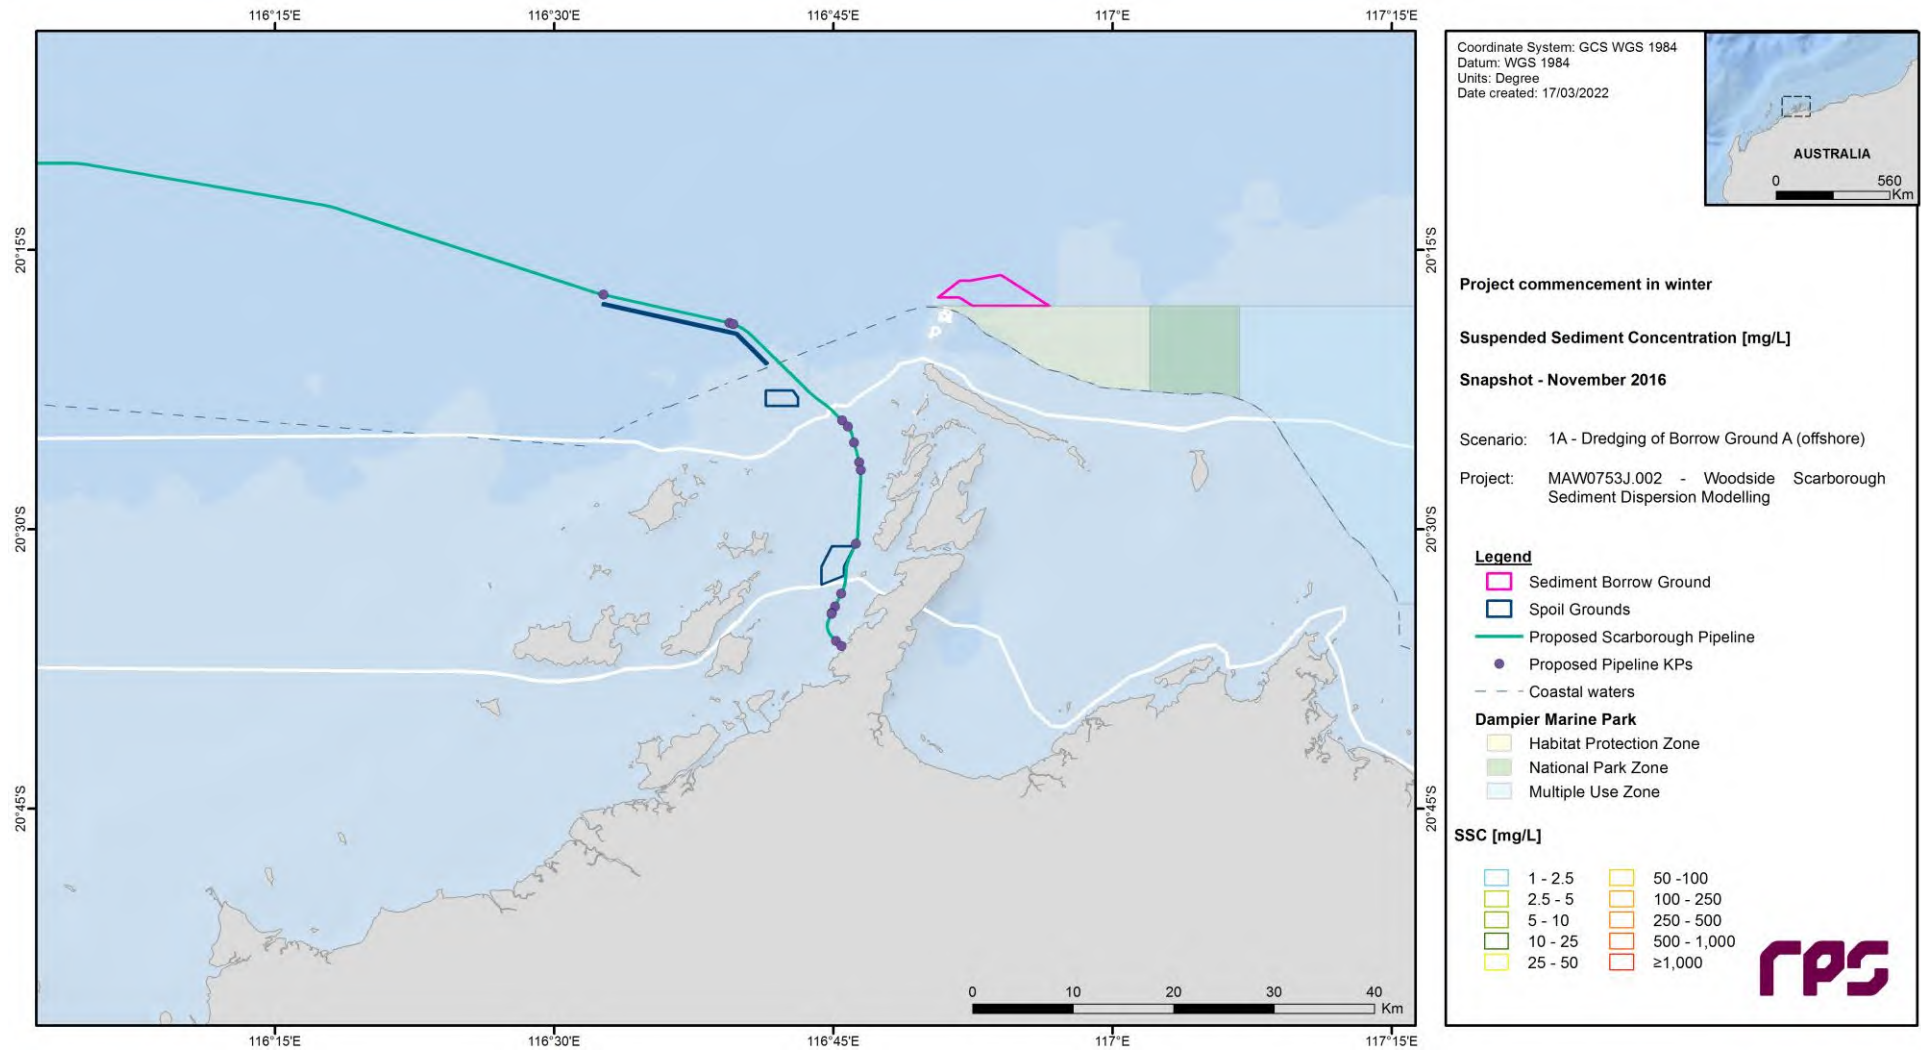 116°15'E
116°30'E
116°45'E
117°E
117°15'E
20°15'S
20°30'S
20°45'S
20°15'S
20°30'S
20°45'S
116°15'E
116°30'E
116°45'E
117°E
117°15'E
0 10 20 30 40
Km
Coordinate System: GCS WGS 1984
Datum: WGS 1984
Units: Degree
Date created: 17/03/2022
AUSTRALIA
0 560
Km
Project commencement in winter
Suspended Sediment Concentration [mg/L]
Snapshot - November 2016
Scenario: 1A - Dredging of Borrow Ground A (offshore)
Project: MAW0753J.002 - Woodside Scarborough
Sediment Dispersion Modelling
Legend
Sediment Borrow Ground
Spoil Grounds
Proposed Scarborough Pipeline
Proposed Pipeline KPs
Coastal waters
Dampier Marine Park
Habitat Protection Zone
National Park Zone
Multiple Use Zone
SSC [mg/L]
1 - 2.5
2.5 - 5
5 - 10
10 - 25
25 - 50
50 -100
100 - 250
250 - 500
500 - 1,000
≥1,000
rps